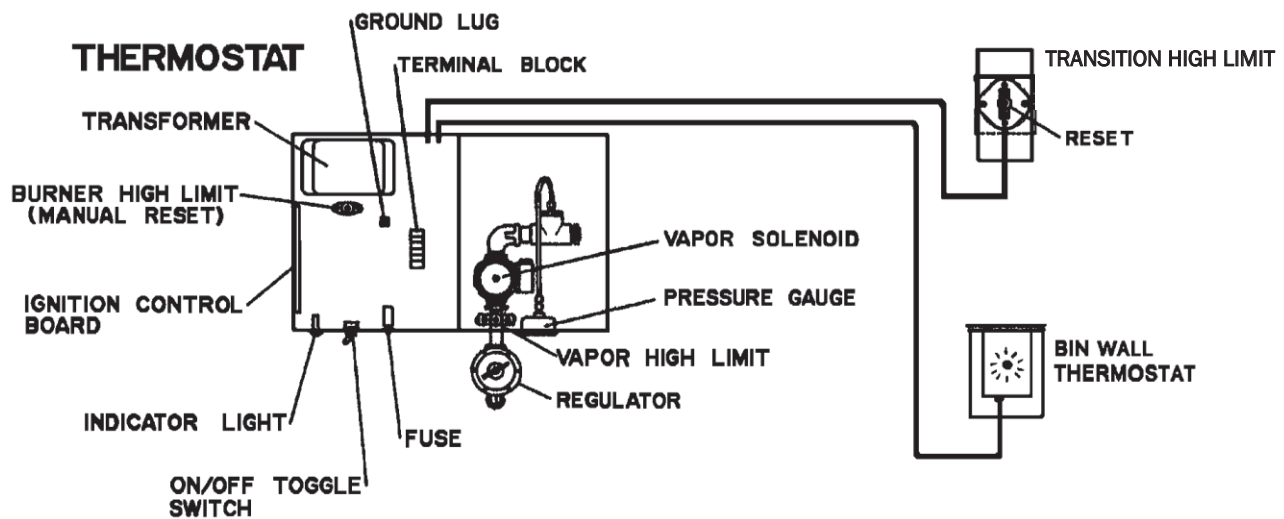 GROUND LUG
THERMOSTAT
TERMINAL BLOCK
TRANSITION HIGH LIMIT
TRANSFORMER
RESET
BURNER HIGH LIMIT
(MANUAL RESET)
VAPOR SOLENOID
IGNITION CONTROL
BOARD
PRESSURE GAUGE
VAPOR HIGH LIMIT
BIN WALL
THERMOSTAT
REGULATOR
INDICATOR LIGHT
FUSE
ON/OFF TOGGLE
SWITCH